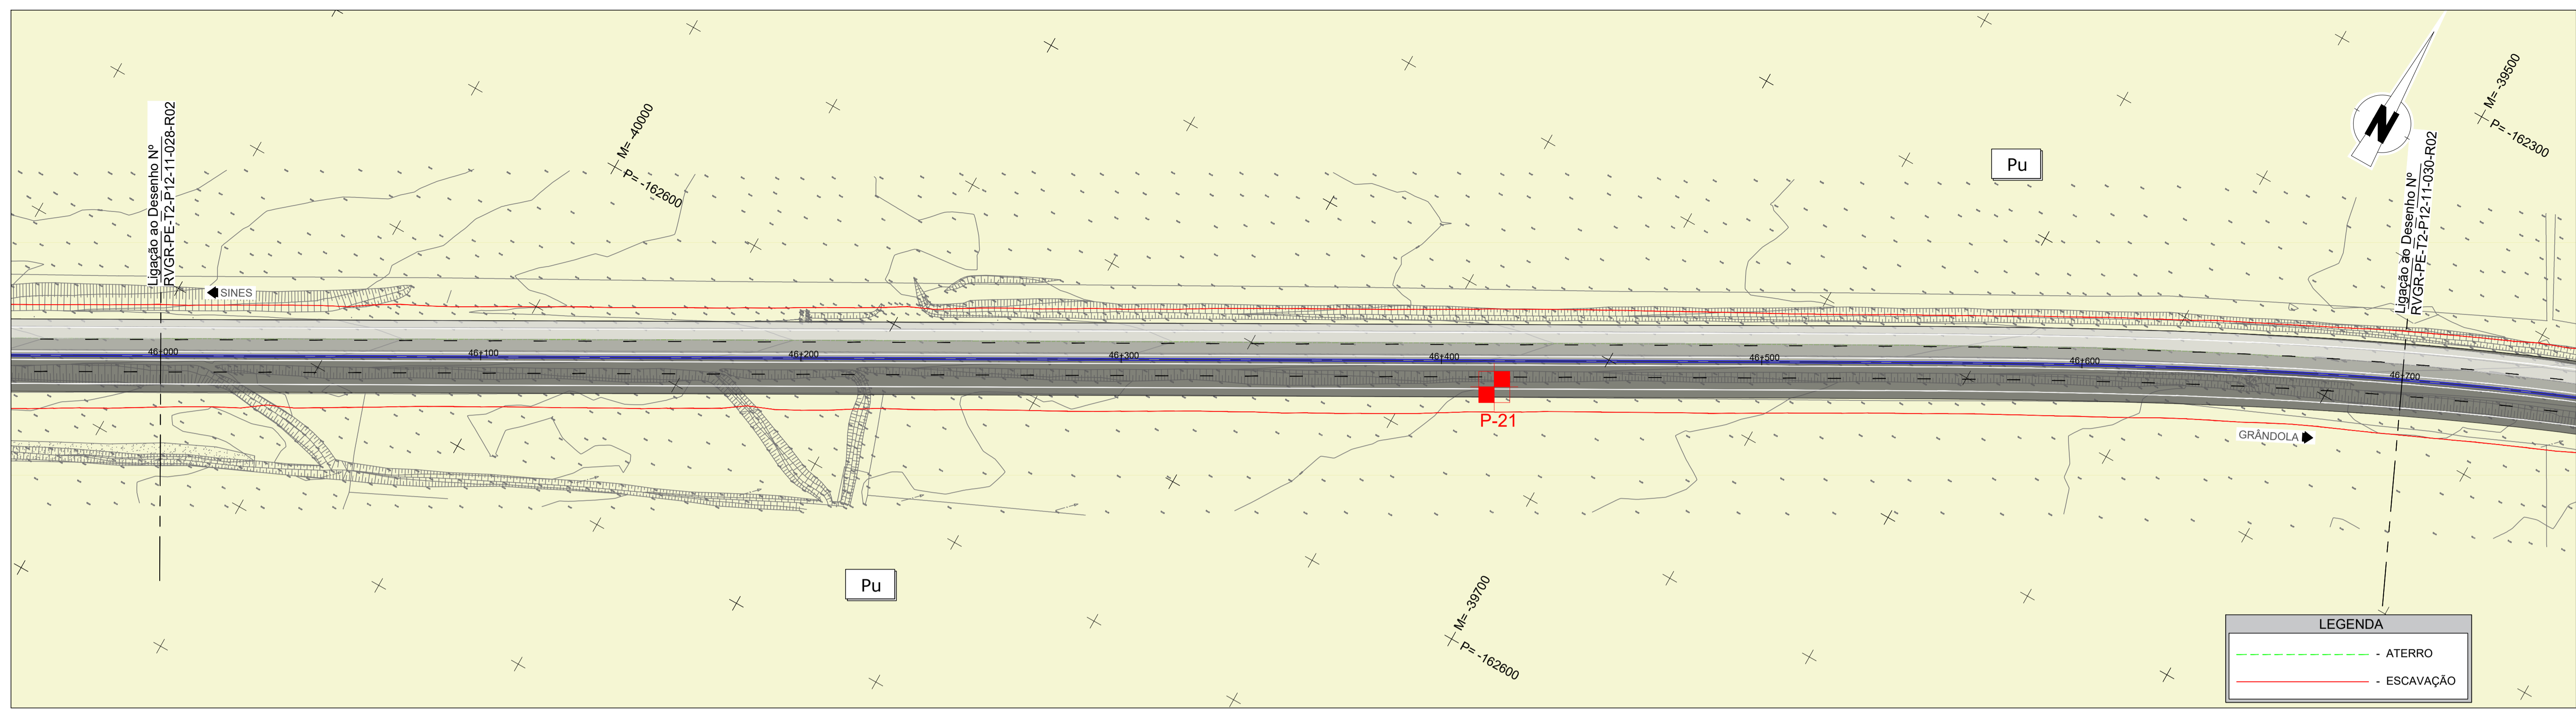 Ligação ao Desenho Nº
RVGR-PE-T2-P12-11-028-R02
SINES
M= -40000
P= -162600
Pu
N
M= -39500
P= -162300
Ligação ao Desenho Nº
RVGR-PE-T2-P12-11-030-R02
46+000
46+100
46+200
46+300
46+400
46+500
46+600
46+700
P-21
GRÂNDOLA
Pu
M= -39700
P= -162600
LEGENDA
- ATERRO
- ESCAVAÇÃO